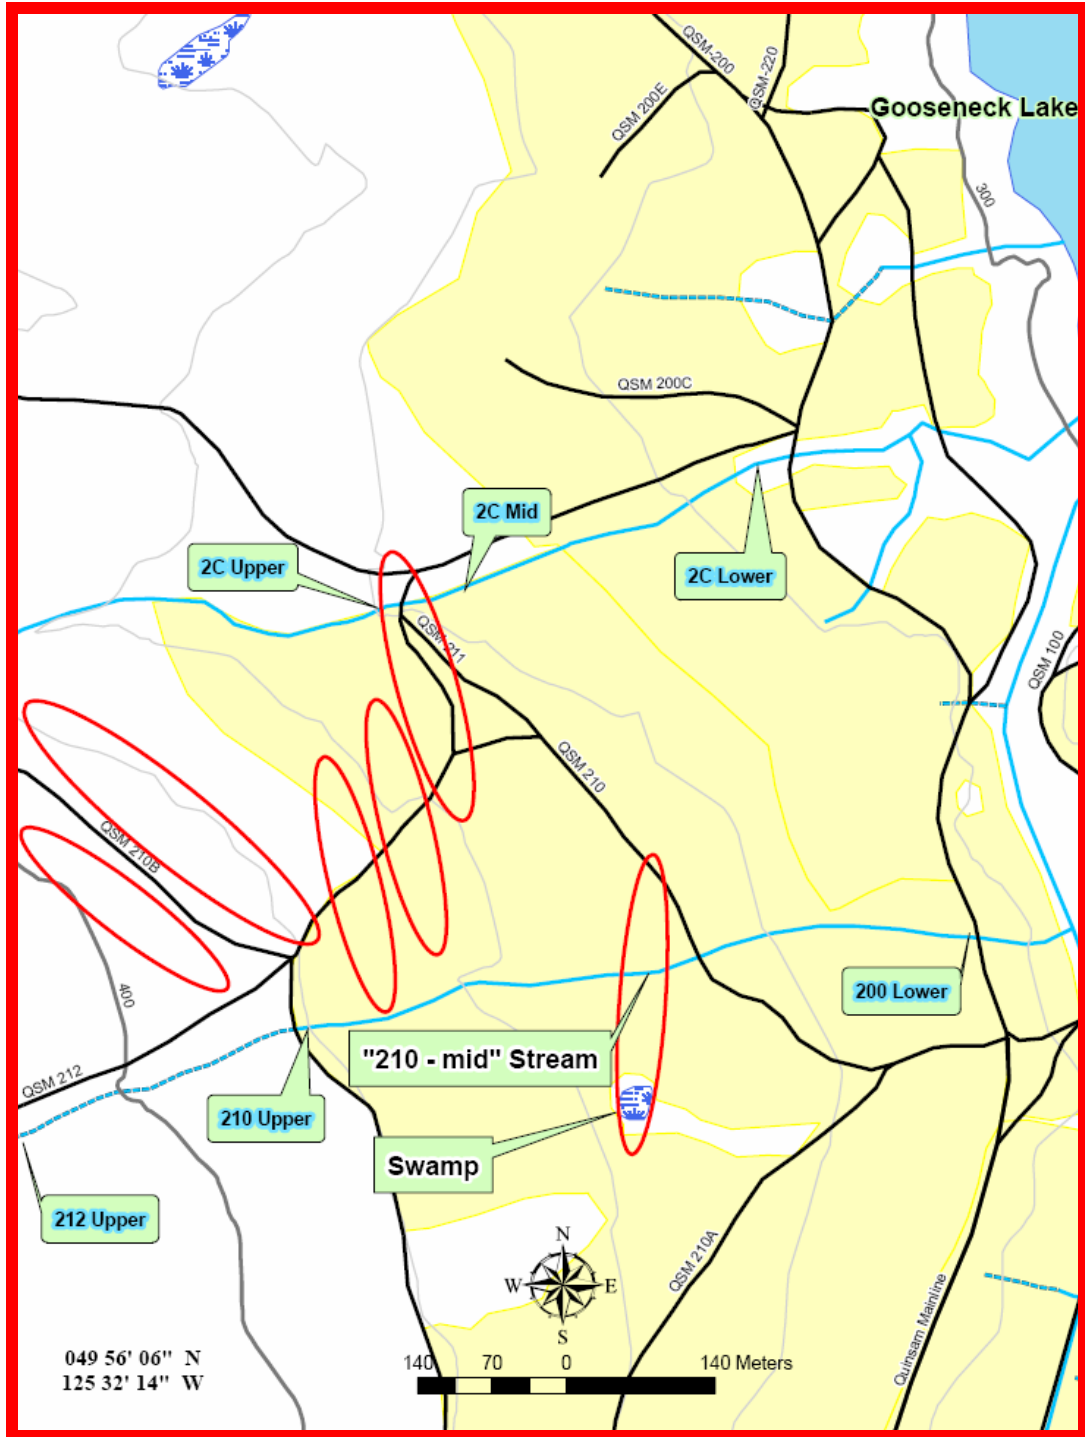 QSM-200
QSM-220
QSM 200E
Gooseneck Lake
300
QSM 200C
2C Mid
2C Upper
2C Lower
QSM-211
QSM 100
QSM 210
QSM 210B
400
200 Lower
"210 - mid" Stream
QSM 212
210 Upper
Swamp
212 Upper
N
W
E
S
QSM 210A
Quinsam Mainline
049 56' 06" N
125 32' 14" W
140 70 0 140 Meters